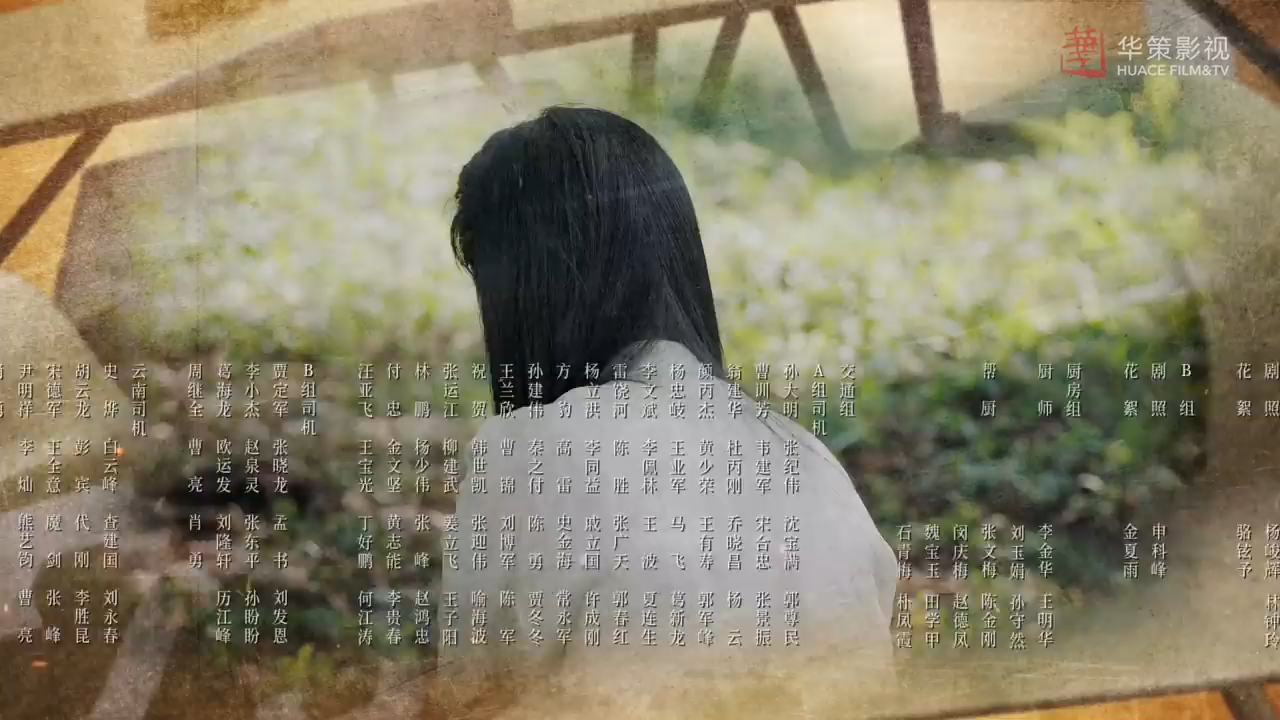 华策影视
HUACE FILM&TV
剧照
花絮
杨峻辉
骆铉予
B组
剧照
花絮
申科峰
金夏雨
厨房组
厨师
帮厨
李金华
王明华
刘玉娟
孙守然
张文梅
陈金刚
闵庆梅
赵德凤
魏宝玉
田学甲
石青梅
朴凤霞
交通组
A组司机
孙大明
张纪伟
沈宝满
郭尊民
曹川芳
韦建军
宋合忠
张景振
翁建华
杜丙刚
乔晓昌
杨云
颜丙杰
黄少荣
王有寿
郭军峰
杨忠岐
王业军
马飞
葛新龙
李文斌
李佩林
王波
夏连生
雷饶河
陈胜
张广天
郭春红
杨立洪
李同益
戚立国
许成刚
方豹
高雷
史金海
常永军
孙建伟
秦之付
陈勇
贾冬冬
王兰欣
曹锦
刘博军
陈军
祝贺
韩世凯
张迎伟
喻海波
张运江
柳建武
姜立飞
王子阳
林鹏
杨少伟
张峰
赵鸿忠
付忠
金文坚
黄志能
李贵春
汪亚飞
王宝光
丁好鹏
何江涛
B组司机
贾定军
张晓龙
孟书
刘发恩
李小杰
赵泉灵
张东平
孙盼盼
葛海龙
欧运发
刘隆轩
历江峰
周继全
曹亮
肖勇
云南司机
史烨
白云峰
查建国
刘永春
胡云龙
彭宾
代刚
李胜昆
宋德军
王全意
魔剑
张峰
尹明祥
李灿
熊艺钧
曹亮